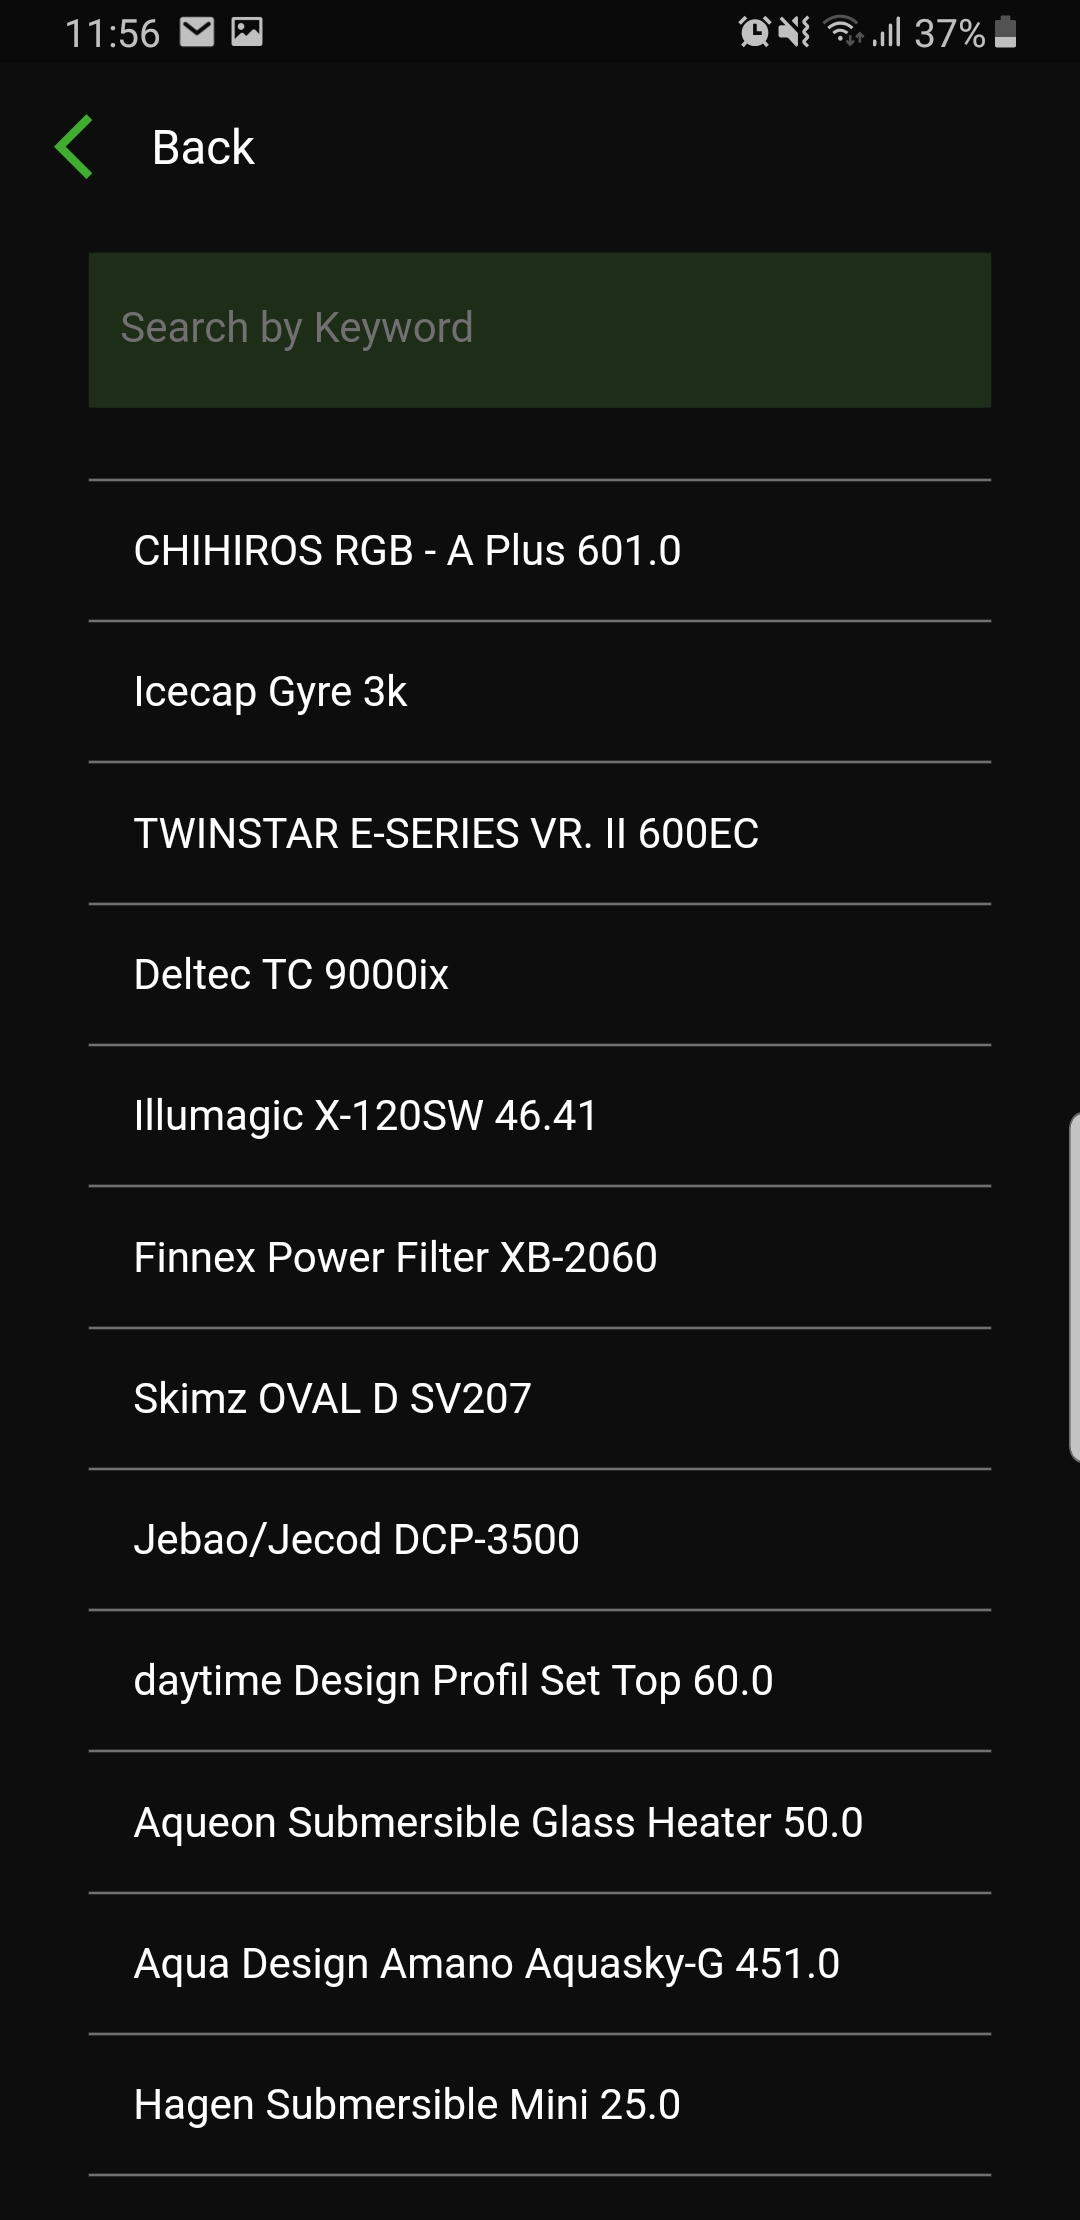 11:56
37%
Back
Search by Keyword
CHIHIROS RGB - A Plus 601.0
Icecap Gyre 3k
TWINSTAR E-SERIES VR. II 600EC
Deltec TC 9000ix
Illumagic X-120SW 46.41
Finnex Power Filter XB-2060
Skimz OVAL D SV207
Jebao/Jecod DCP-3500
daytime Design Profil Set Top 60.0
Aqueon Submersible Glass Heater 50.0
Aqua Design Amano Aquasky-G 451.0
Hagen Submersible Mini 25.0